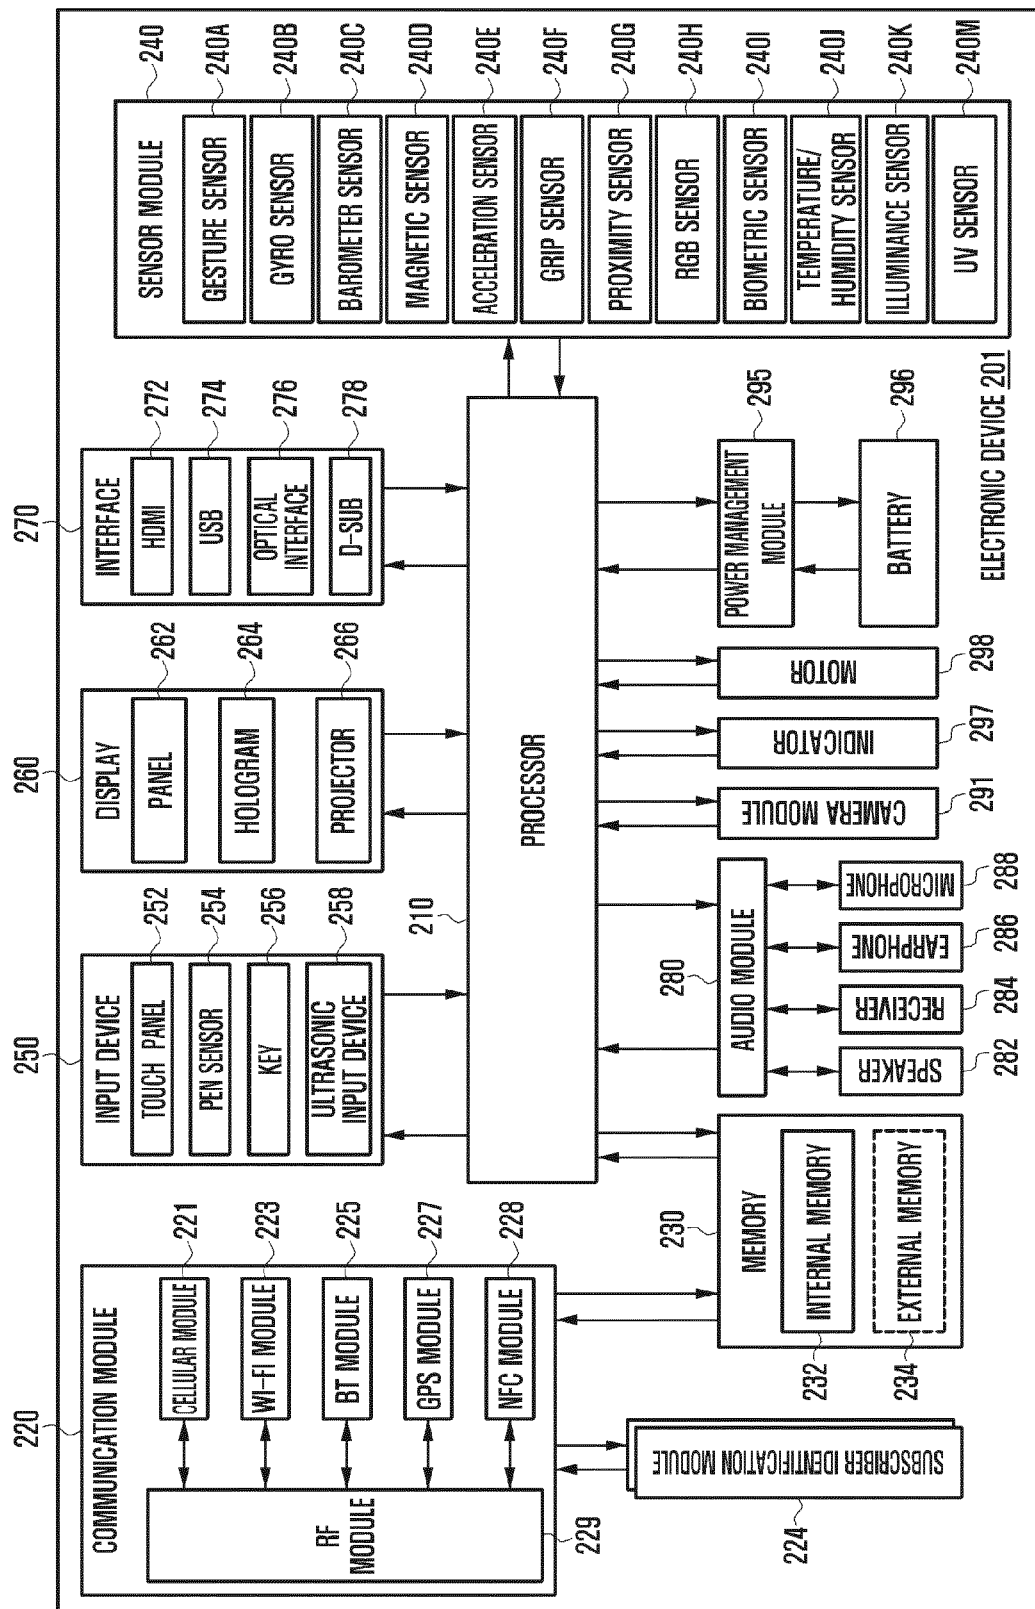 COMMUNICATION MODULE
220
RF
MODULE
229
CELLULAR MODULE
221
WI-FI MODULE
223
BT MODULE
225
GPS MODULE
227
NFC MODULE
228
SUBSCRIBER IDENTIFICATION MODULE
224
250
INPUT DEVICE
TOUCH PANEL
252
PEN SENSOR
254
KEY
256
ULTRASONIC
INPUT DEVICE
258
260
DISPLAY
PANEL
262
HOLOGRAM
264
PROJECTOR
266
270
INTERFACE
HDMI
272
USB
274
OPTICAL
INTERFACE
276
D-SUB
278
SENSOR MODULE
240
GESTURE SENSOR
240A
GYRO SENSOR
240B
BAROMETER SENSOR
240C
MAGNETIC SENSOR
240D
ACCELERATION SENSOR
240E
GRIP SENSOR
240F
PROXIMITY SENSOR
240G
RGB SENSOR
240H
BIOMETRIC SENSOR
240I
TEMPERATURE/
HUMIDITY SENSOR
240J
ILLUMINANCE SENSOR
240K
UV SENSOR
240M
210
PROCESSOR
230
MEMORY
INTERNAL MEMORY
232
EXTERNAL MEMORY
234
280
AUDIO MODULE
SPEAKER
282
RECEIVER
284
EARPHONE
286
MICROPHONE
288
CAMERA MODULE
291
INDICATOR
297
MOTOR
298
POWER MANAGEMENT
MODULE
295
BATTERY
296
ELECTRONIC DEVICE 201